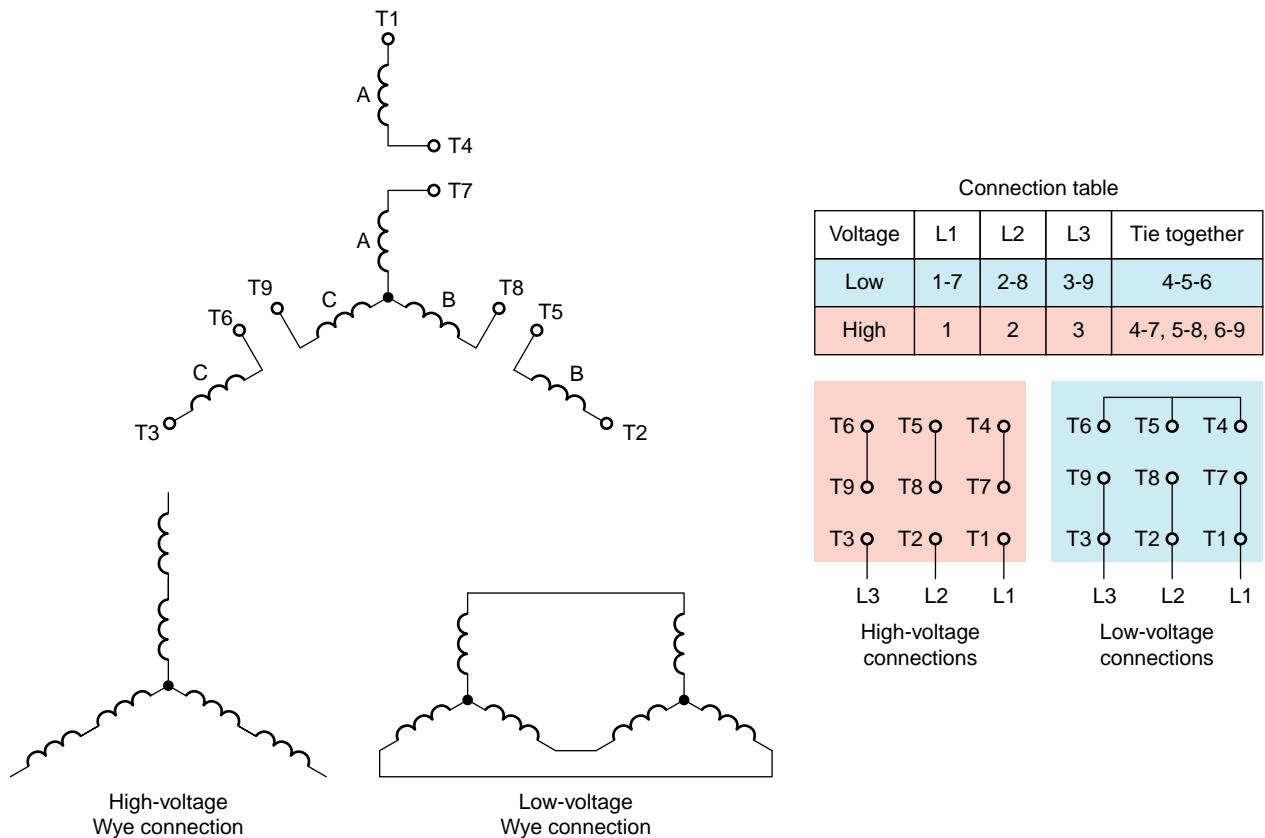 T1
A
T4
T7
A
T9
C
B
T8
T6
T5
C
B
T3
T2
High-voltage
Wye connection
Low-voltage
Wye connection
Connection table
Voltage L1 L2 L3 Tie together
Low 1-7 2-8 3-9 4-5-6
High 1 2 3 4-7, 5-8, 6-9
T6 T5 T4
T9 T8 T7
T3 T2 T1
L3 L2 L1
High-voltage
connections
T6 T5 T4
T9 T8 T7
T3 T2 T1
L3 L2 L1
Low-voltage
connections